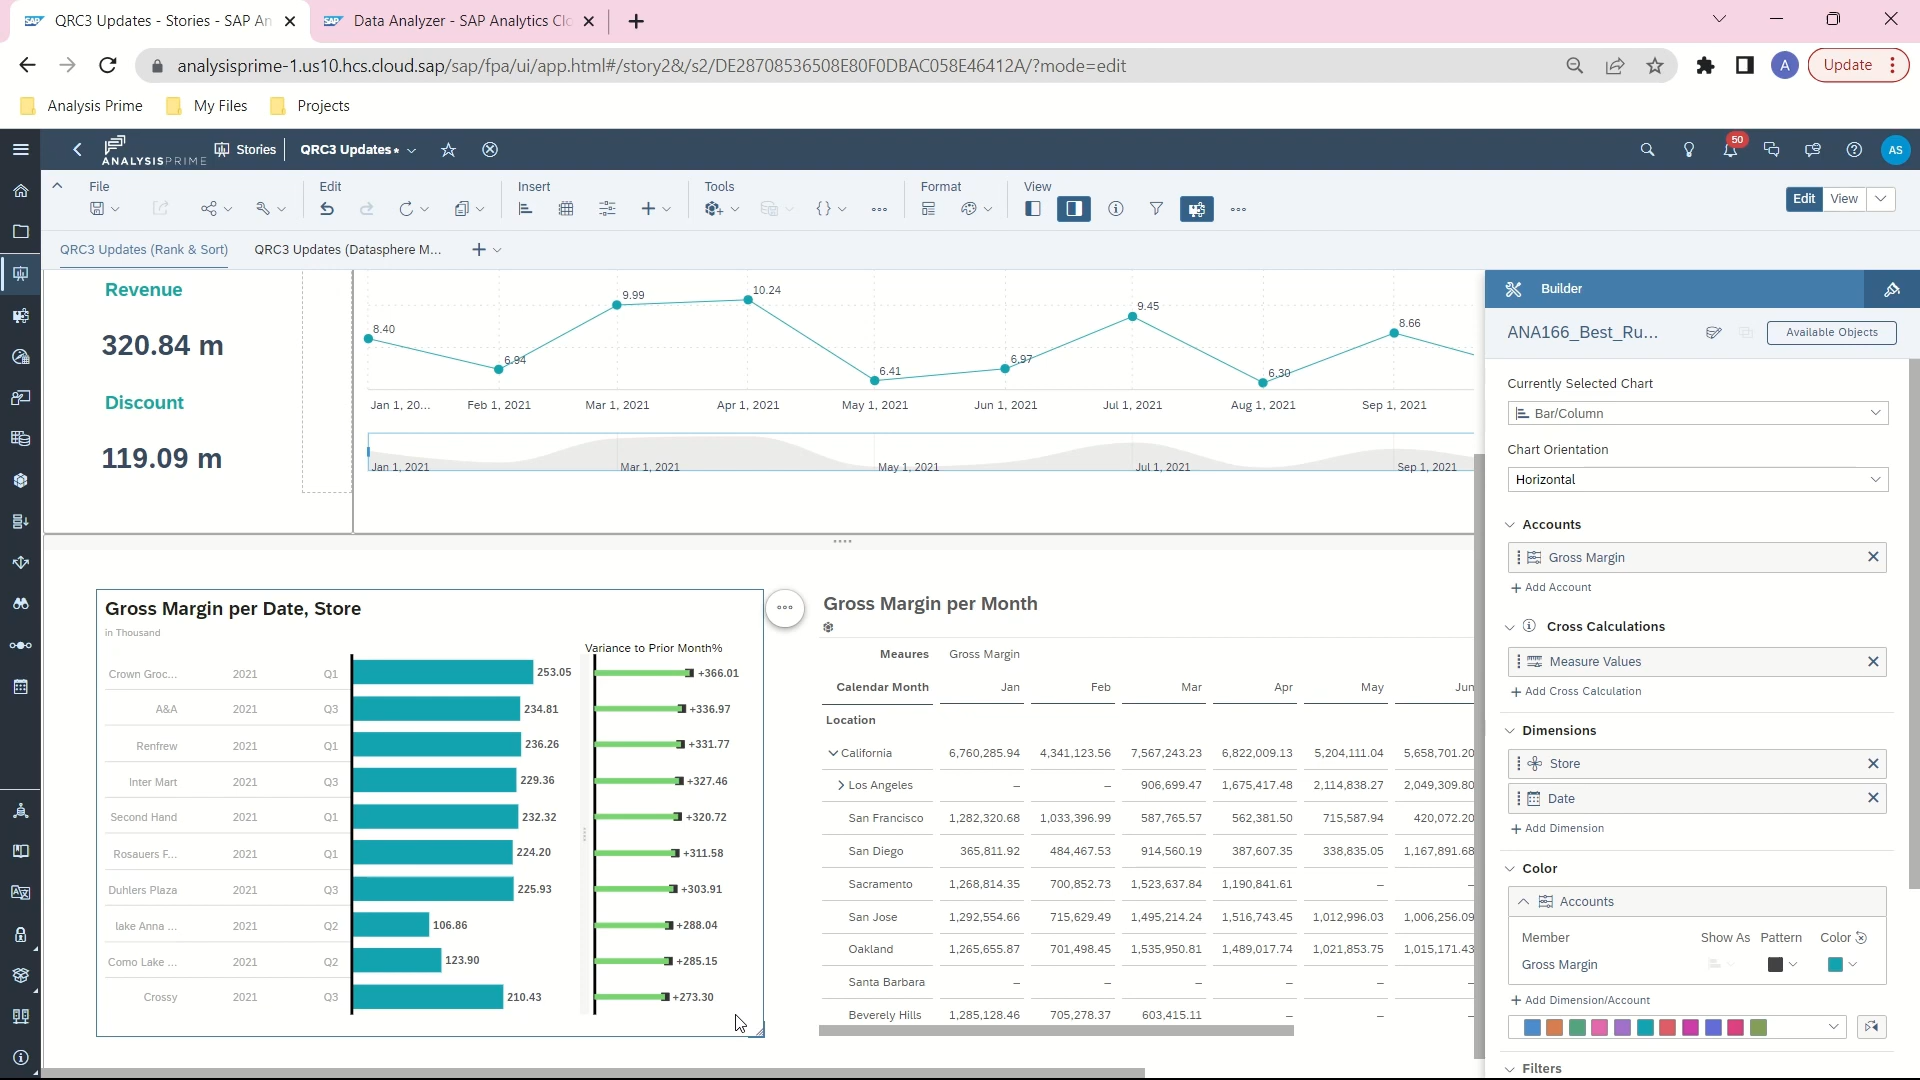 QRC3 Updates - Stories - SAP An
Data Analyzer - SAP Analytics Clo
analysisprime-1.us10.hcs.cloud.sap/sap/fpa/ui/app.html#/story2&/s2/DE28708536508E80F0DBAC058E46412A/?mode=edit
A
Update
Analysis Prime
My Files
Projects
ANALYSISPRIME
Stories
QRC3 Updates*
50
AS
File
Edit
Insert
Tools
Format
View
Edit
View
QRC3 Updates (Rank & Sort)
QRC3 Updates (Datasphere M...
Revenue
320.84 m
Discount
119.09 m
8.40
6.94
9.99
10.24
6.41
6.97
9.45
6.30
8.66
Jan 1, 20...
Feb 1, 2021
Mar 1, 2021
Apr 1, 2021
May 1, 2021
Jun 1, 2021
Jul 1, 2021
Aug 1, 2021
Sep 1, 2021
Jan 1, 2021
Mar 1, 2021
May 1, 2021
Jul 1, 2021
Sep 1, 2021
Gross Margin per Date, Store
in Thousand
Variance to Prior Month%
Crown Groc... 2021 Q1 253.05 +366.01
A&A 2021 Q3 234.81 +336.97
Renfrew 2021 Q1 236.26 +331.77
Inter Mart 2021 Q3 229.36 +327.46
Second Hand 2021 Q1 232.32 +320.72
Rosauers F... 2021 Q1 224.20 +311.58
Duhlers Plaza 2021 Q3 225.93 +303.91
lake Anna ... 2021 Q2 106.86 +288.04
Como Lake ... 2021 Q2 123.90 +285.15
Crossy 2021 Q3 210.43 +273.30
Gross Margin per Month
Meaures Gross Margin
Calendar Month Jan Feb Mar Apr May Jun
Location
California 6,760,285.94 4,341,123.56 7,567,243.23 6,822,009.13 5,204,111.04 5,658,701.20
Los Angeles – – 906,699.47 1,675,417.48 2,114,838.27 2,049,309.80
San Francisco 1,282,320.68 1,033,396.99 587,765.57 562,381.50 715,587.94 420,072.20
San Diego 365,811.92 484,467.53 914,560.19 387,607.35 338,835.05 1,167,891.68
Sacramento 1,268,814.35 700,852.73 1,523,637.84 1,190,841.61 – –
San Jose 1,292,554.66 715,629.49 1,495,214.24 1,516,743.45 1,012,996.03 1,006,256.09
Oakland 1,265,655.87 701,498.45 1,535,950.81 1,489,017.74 1,021,853.75 1,015,171.43
Santa Barbara – – – – – –
Beverly Hills 1,285,128.46 705,278.37 603,415.11 – – –
Builder
ANA166_Best_Ru...
Available Objects
Currently Selected Chart
Bar/Column
Chart Orientation
Horizontal
Accounts
Gross Margin
+ Add Account
Cross Calculations
Measure Values
+ Add Cross Calculation
Dimensions
Store
Date
+ Add Dimension
Color
Accounts
Member Show As Pattern Color
Gross Margin
+ Add Dimension/Account
Filters